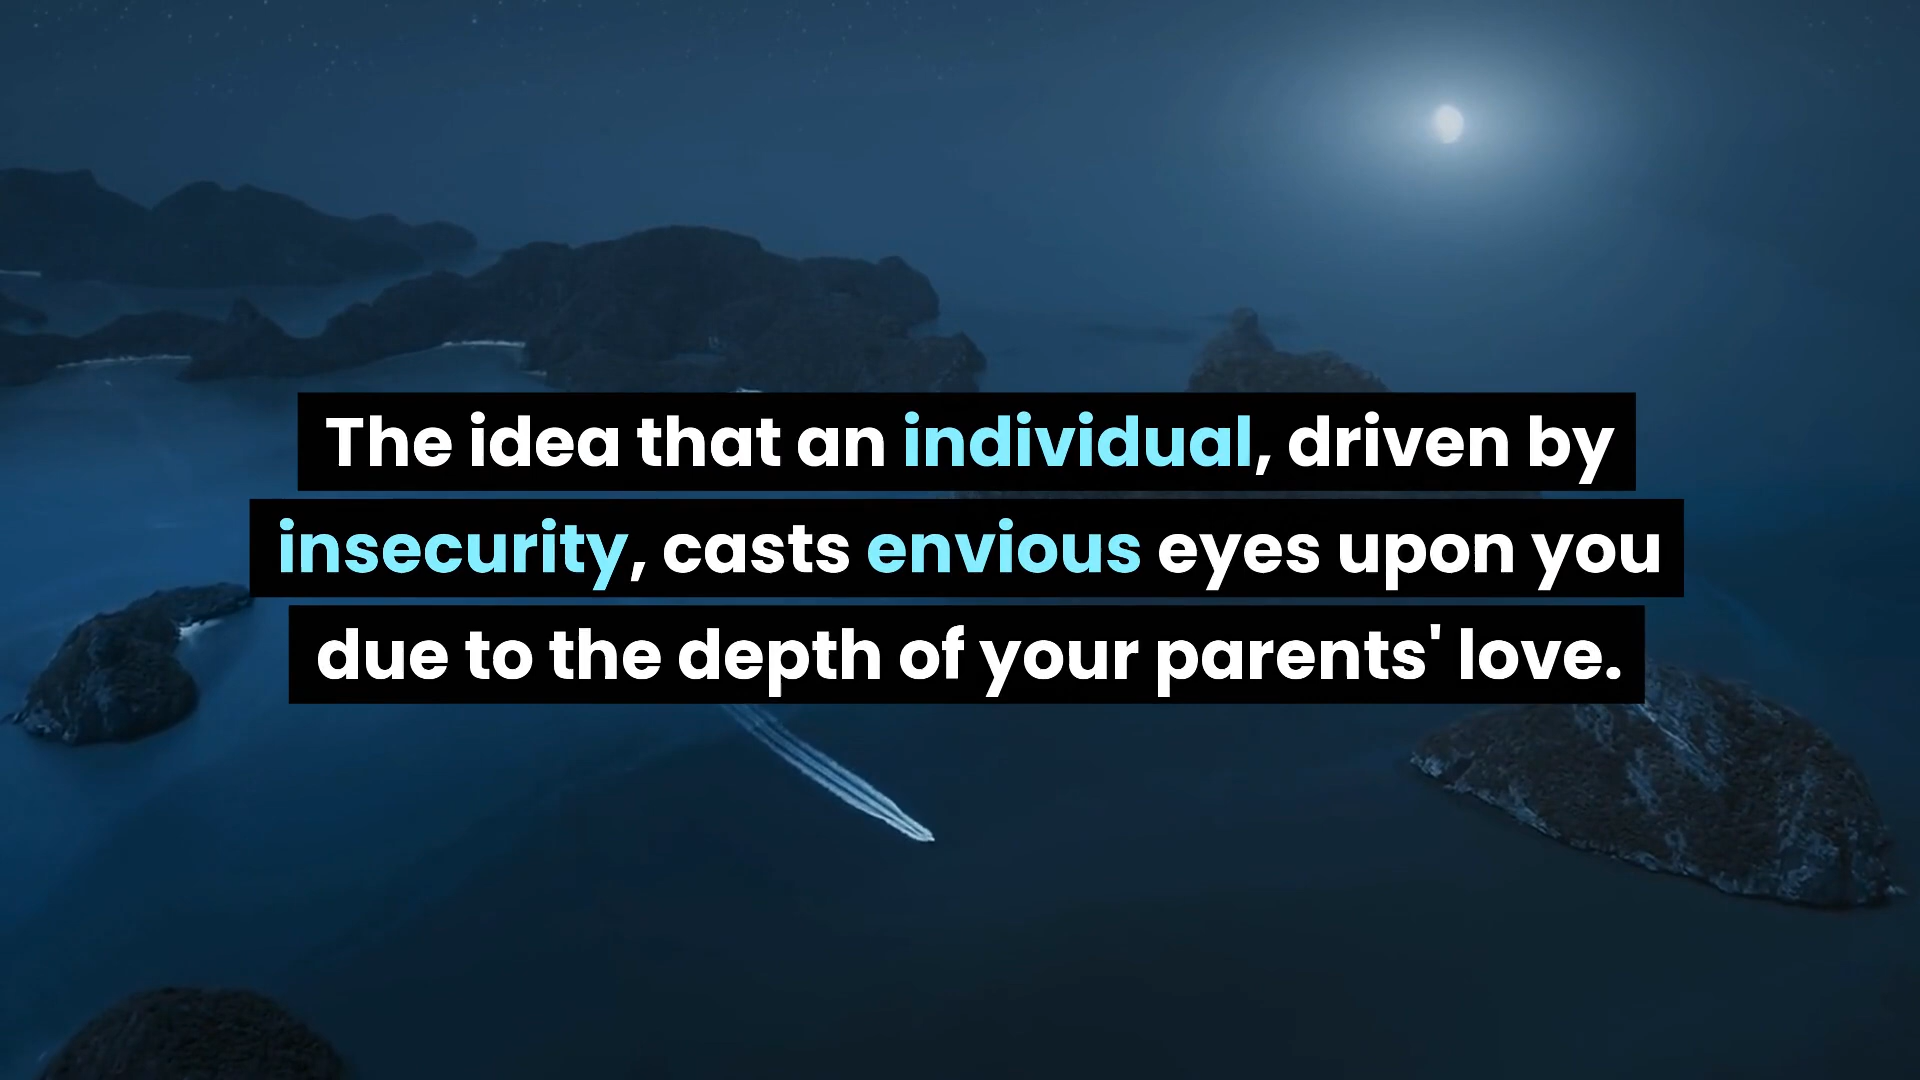 The idea that an individual, driven by
insecurity, casts envious eyes upon you
due to the depth of your parents' love.